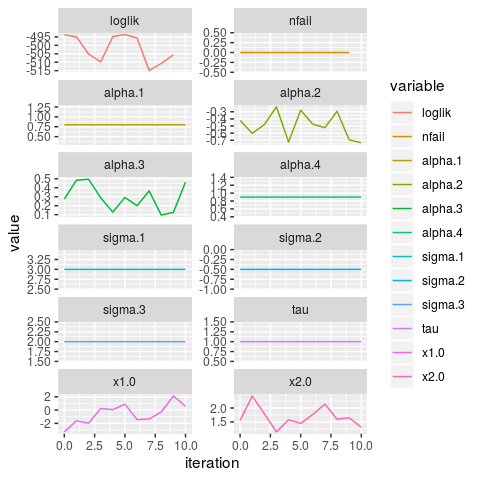 loglik nfail
-495
-500
-505
-510
-515
0.50
0.25
0.00
-0.25
-0.50
alpha.1 alpha.2
1.25
1.00
0.75
0.50
-0.3
-0.4
-0.5
-0.6
-0.7
alpha.3 alpha.4
0.5
0.4
0.3
0.2
0.1
1.4
1.2
1.0
0.8
0.6
0.4
sigma.1 sigma.2
3.25
3.00
2.75
2.50
0.00
-0.25
-0.50
-0.75
-1.00
sigma.3 tau
2.50
2.25
2.00
1.75
1.50
1.50
1.25
1.00
0.75
0.50
x1.0 x2.0
2
0
-2
2.0
1.5
0.0 2.5 5.0 7.5 10.0 0.0 2.5 5.0 7.5 10.0
iteration
value
variable
loglik
nfail
alpha.1
alpha.2
alpha.3
alpha.4
sigma.1
sigma.2
sigma.3
tau
x1.0
x2.0